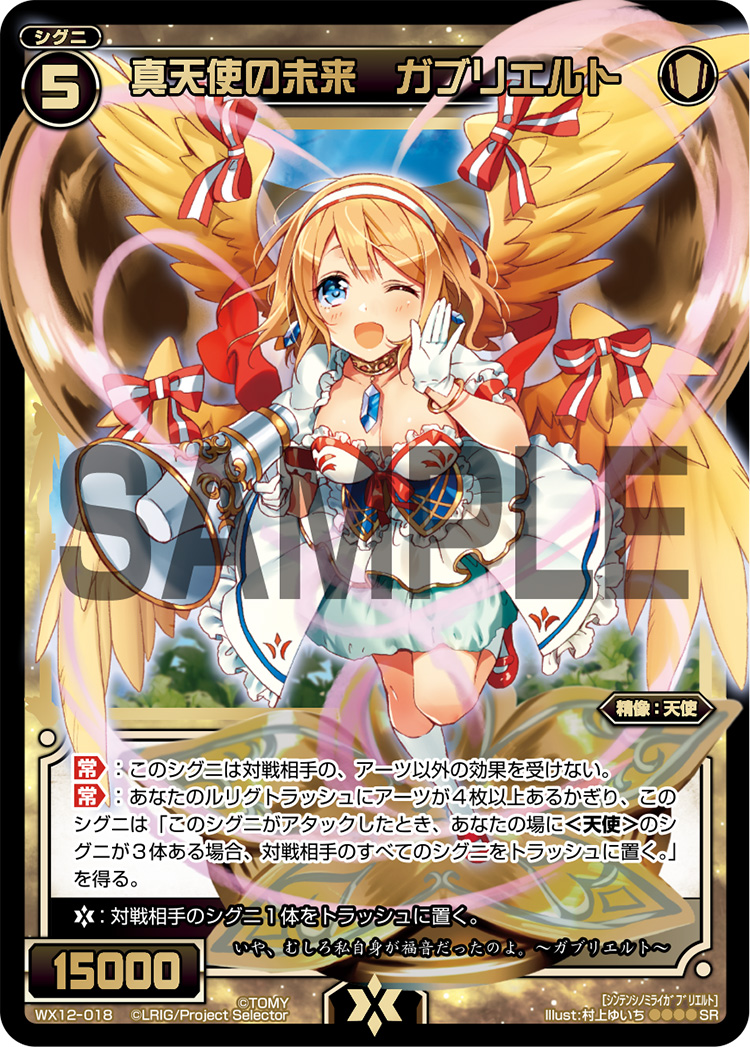 シグニ
5
真天使の未来　ガブリエルト
SAMPLE
精像：天使
常：このシグニは対戦相手の、アーツ以外の効果を受けない。
常：あなたのルリグトラッシュにアーツが４枚以上あるかぎり、この
シグニは「このシグニがアタックしたとき、あなたの場に<天使>のシ
グニが３体ある場合、対戦相手のすべてのシグニをトラッシュに置く。」
を得る。
：対戦相手のシグニ１体をトラッシュに置く。
いや、むしろ私自身が福音だったのよ。～ガブリエルト～
15000
WX12-018　©LRIG/Project Selector
©TOMY
[シンテンシノミライガブリエルト]
Illust:村上ゆいち
SR